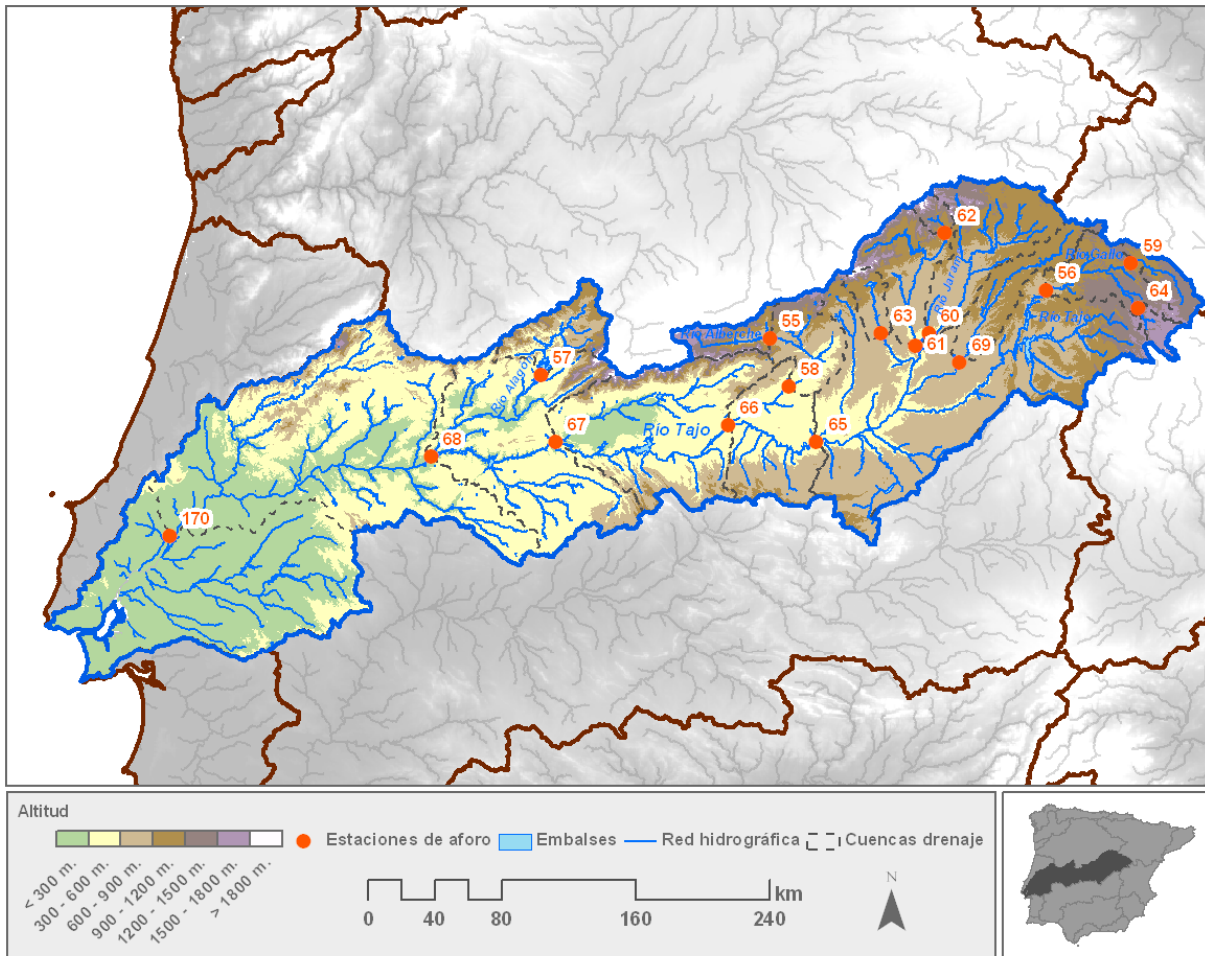 62
59
Río Gallo
56
64
Río Jaram
Río Tajo
55
63
60
Río Alberche
61
69
57
58
Río Alagón
66
65
Río Tajo
67
68
170
Altitud
Estaciones de aforo
Embalses
Red hidrográfica
Cuencas drenaje
< 300 m.
300 - 600 m.
600 - 900 m.
900 - 1200 m.
1200 - 1500 m.
1500 - 1800 m.
> 1800 m.
km
0 40 80 160 240
N